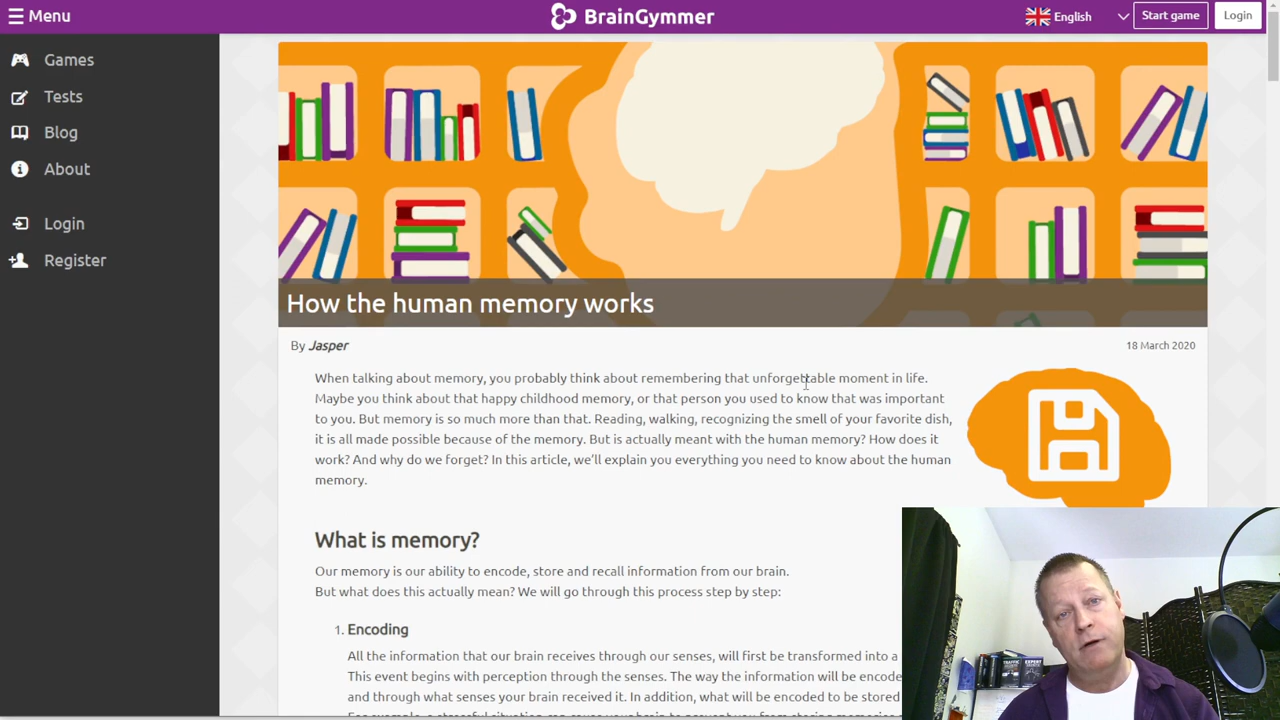 Menu
BrainGymmer
English
Start game
Login
Games
Tests
Blog
About
Login
Register
How the human memory works
By Jasper
18 March 2020
When talking about memory, you probably think about remembering that unforgettable moment in life.
Maybe you think about that happy childhood memory, or that person you used to know that was important
to you. But memory is so much more than that. Reading, walking, recognizing the smell of your favorite dish,
it is all made possible because of the memory. But is actually meant with the human memory? How does it
work? And why do we forget? In this article, we'll explain you everything you need to know about the human
memory.
What is memory?
Our memory is our ability to encode, store and recall information from our brain.
But what does this actually mean? We will go through this process step by step:
1. Encoding
All the information that our brain receives through our senses, will first be transformed into a
This event begins with perception through the senses. The way the information will be encode
and through what senses your brain received it. In addition, what will be encoded to be stored
TRAFFIC
EXPERT